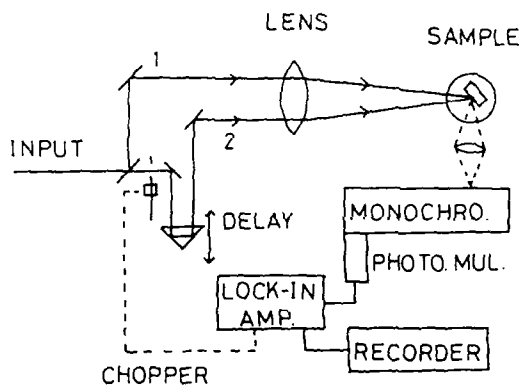 LENS
SAMPLE
1
2
INPUT
DELAY
MONOCHRO.
PHOTO. MUL.
LOCK-IN
AMP.
RECORDER
CHOPPER